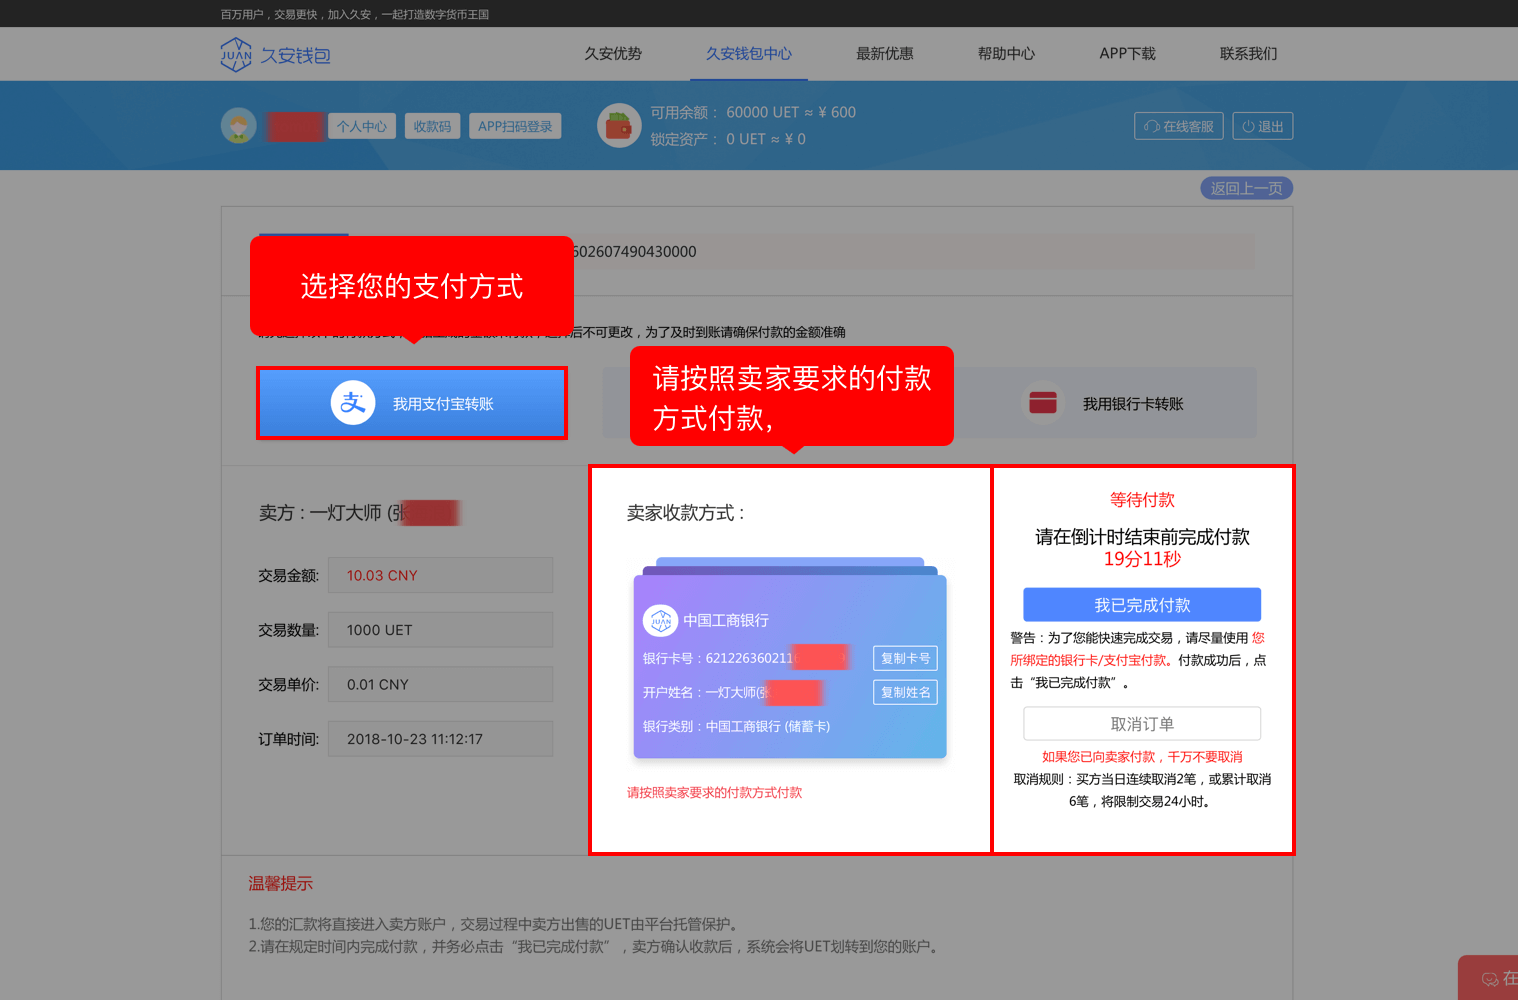 百万用户，交易更快，加入久安，一起打造数字货币王国
JUAN 久安钱包
久安优势
久安钱包中心
最新优惠
帮助中心
APP下载
联系我们
个人中心
收款码
APP扫码登录
可用余额： 60000 UET ≈ ¥ 600
锁定资产： 0 UET ≈ ¥ 0
在线客服
退出
返回上一页
602607490430000
选择您的支付方式
后不可更改，为了及时到账请确保付款的金额准确
我用支付宝转账
请按照卖家要求的付款
方式付款,
我用银行卡转账
卖方 : 一灯大师 (张
交易金额: 10.03 CNY
交易数量: 1000 UET
交易单价: 0.01 CNY
订单时间: 2018-10-23 11:12:17
卖家收款方式 :
JUAN 中国工商银行
银行卡号 : 6212263602110
复制卡号
开户姓名 : 一灯大师(张
复制姓名
银行类别 : 中国工商银行 (储蓄卡)
请按照卖家要求的付款方式付款
等待付款
请在倒计时结束前完成付款
19分11秒
我已完成付款
警告 : 为了您能快速完成交易，请尽量使用 您
所绑定的银行卡/支付宝付款。付款成功后，点
击“我已完成付款”。
取消订单
如果您已向卖家付款，千万不要取消
取消规则 : 买方当日连续取消2笔，或累计取消
6笔，将限制交易24小时。
温馨提示
1.您的汇款将直接进入卖方账户，交易过程中卖方出售的UET由平台托管保护。
2.请在规定时间内完成付款，并务必点击“我已完成付款”，卖方确认收款后，系统会将UET划转到您的账户。
在